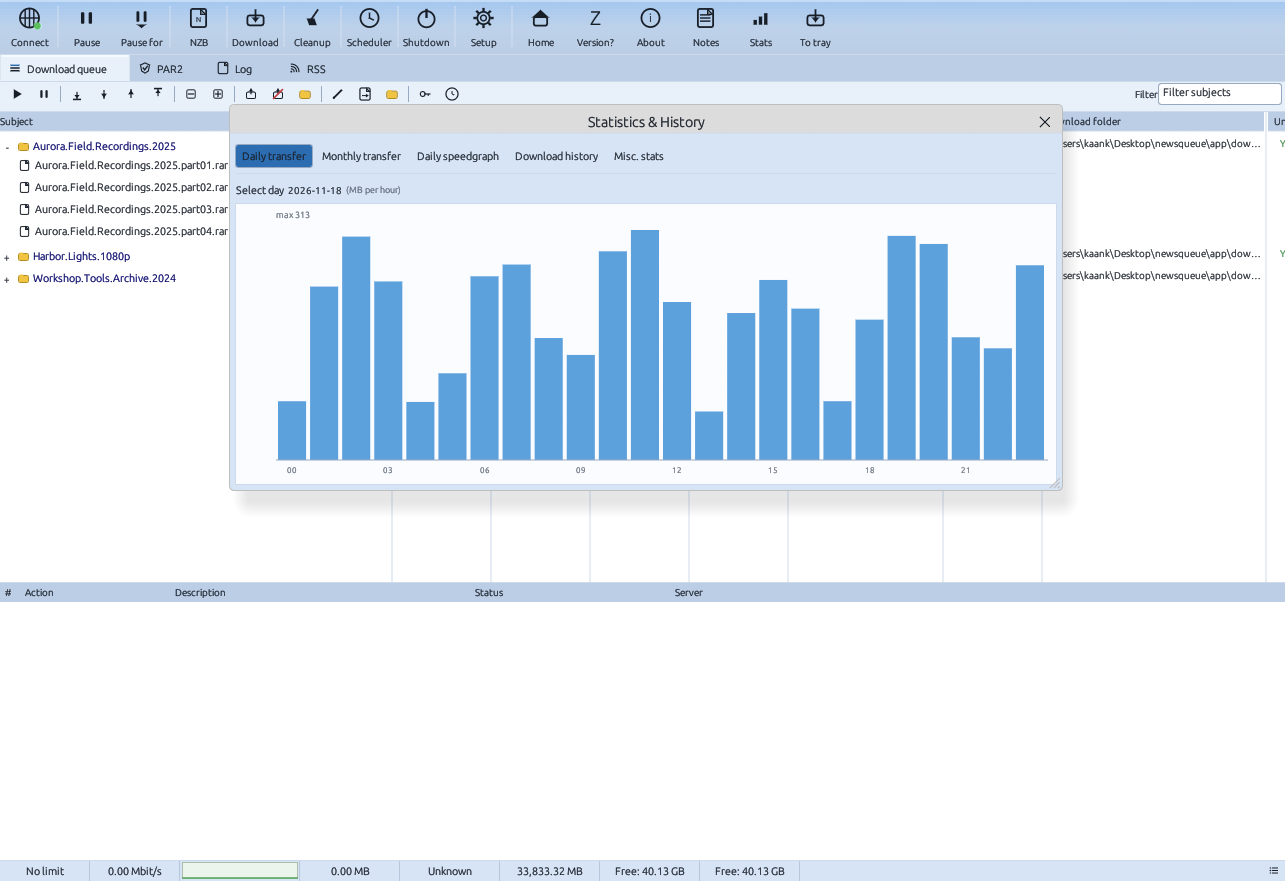 Connect Pause Pause for NZB Download Cleanup Scheduler Shutdown Setup Home Version? About Notes Stats To tray
Download queue PAR2 Log RSS
Filter Filter subjects
Subject
nload folder
Statistics & History
Daily transfer Monthly transfer Daily speedgraph Download history Misc. stats
Select day 2026-11-18 (MB per hour)
max 313
00 03 06 09 12 15 18 21
- Aurora.Field.Recordings.2025
Aurora.Field.Recordings.2025.part01.rar
Aurora.Field.Recordings.2025.part02.rar
Aurora.Field.Recordings.2025.part03.rar
Aurora.Field.Recordings.2025.part04.rar
+ Harbor.Lights.1080p
+ Workshop.Tools.Archive.2024
sers\kaank\Desktop\newsqueue\app\dow...
sers\kaank\Desktop\newsqueue\app\dow...
sers\kaank\Desktop\newsqueue\app\dow...
# Action Description Status Server
No limit 0.00 Mbit/s 0.00 MB Unknown 33,833.32 MB Free: 40.13 GB Free: 40.13 GB